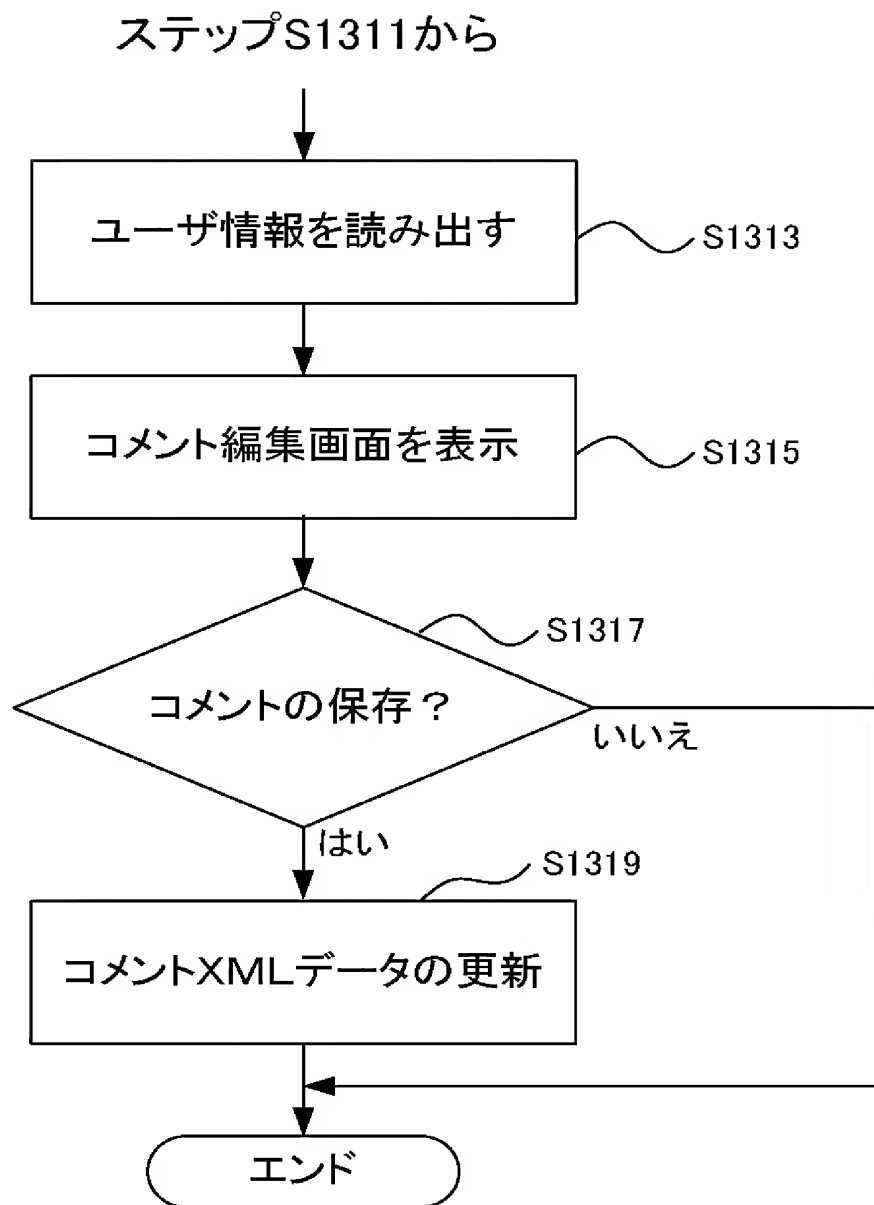 ステップS1311から
ユーザ情報を読み出す
S1313
コメント編集画面を表示
S1315
S1317
コメントの保存？
いいえ
はい
S1319
コメントXMLデータの更新
エンド